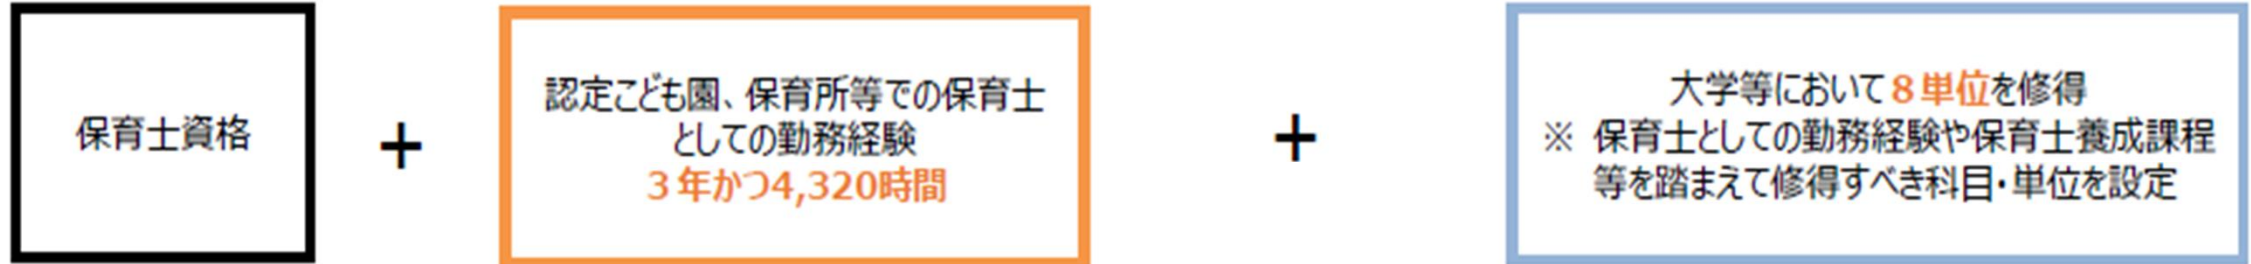 保育士資格
+
認定こども園、保育所等での保育士
としての勤務経験
3年かつ4,320時間
+
大学等において8単位を修得
※ 保育士としての勤務経験や保育士養成課程
等を踏まえて修得すべき科目・単位を設定